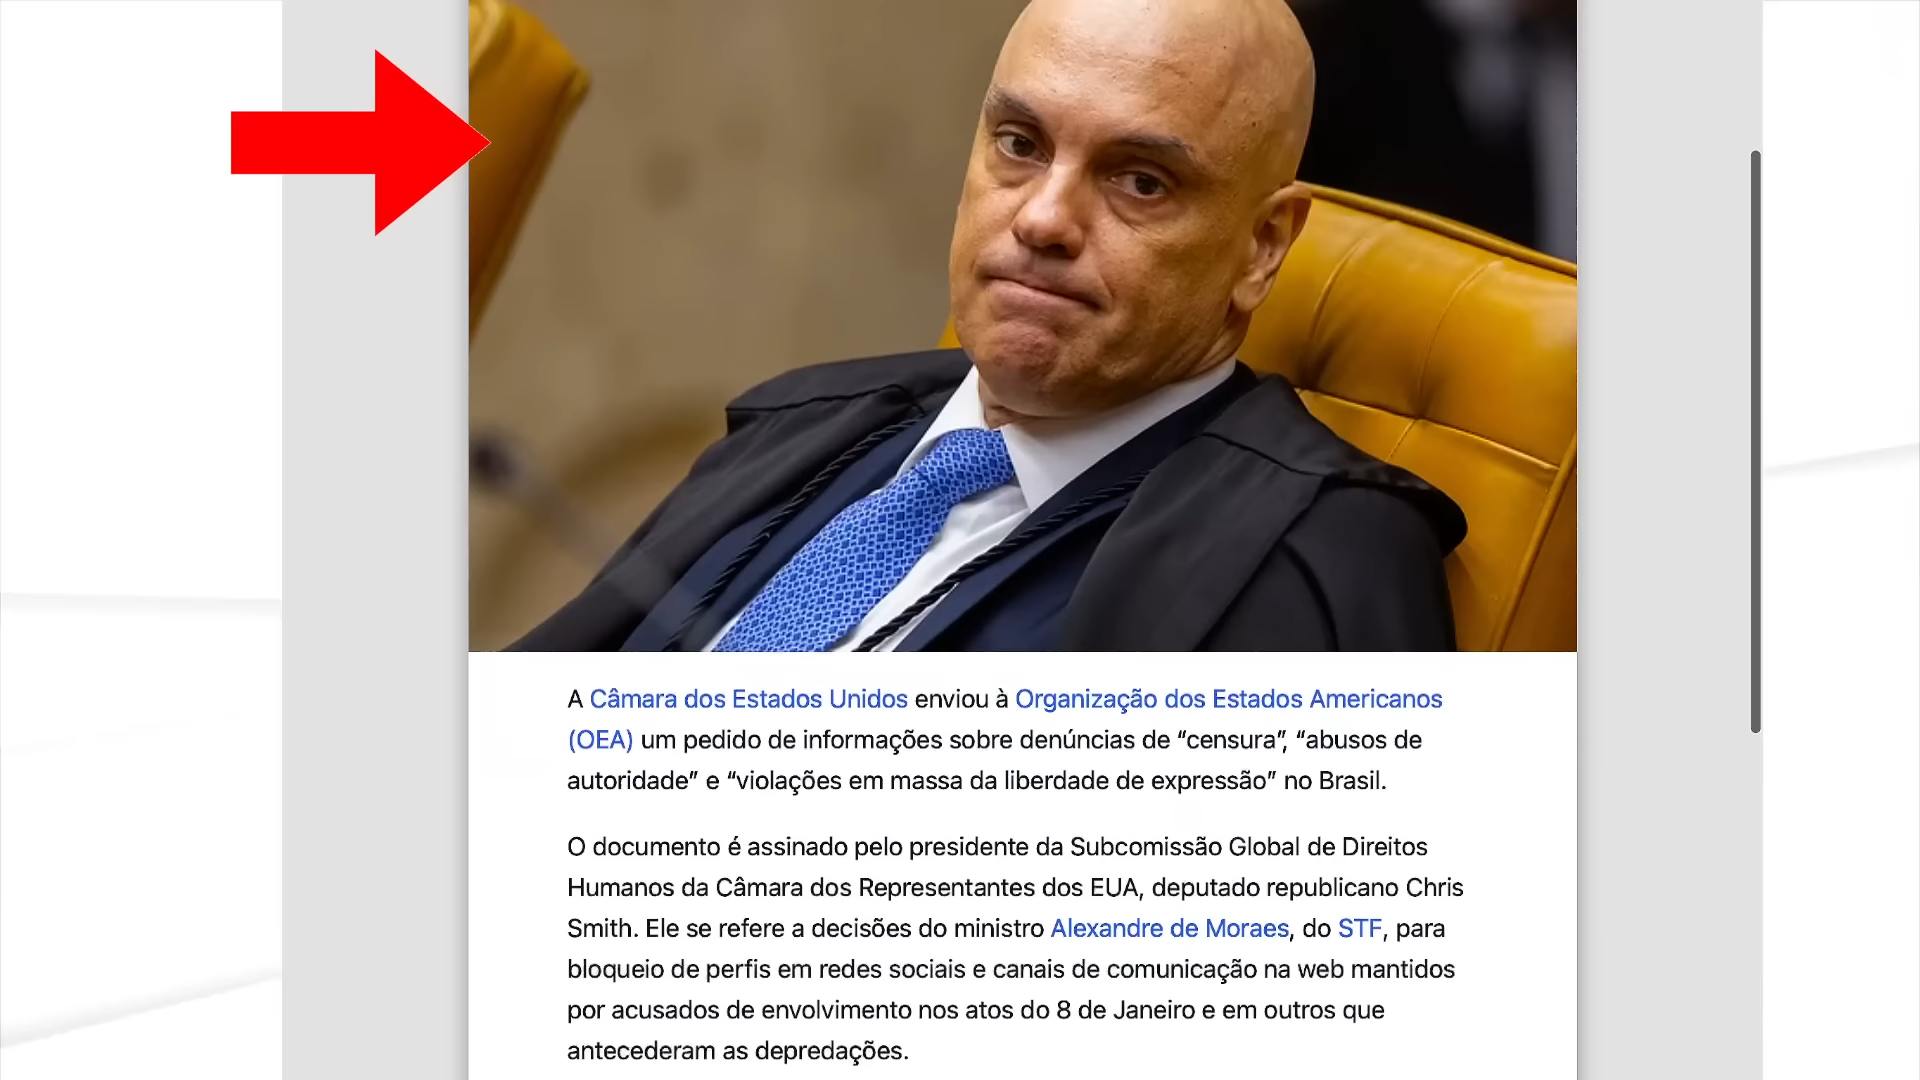 A Câmara dos Estados Unidos enviou à Organização dos Estados Americanos
(OEA) um pedido de informações sobre denúncias de “censura”, “abusos de
autoridade” e “violações em massa da liberdade de expressão” no Brasil.
O documento é assinado pelo presidente da Subcomissão Global de Direitos
Humanos da Câmara dos Representantes dos EUA, deputado republicano Chris
Smith. Ele se refere a decisões do ministro Alexandre de Moraes, do STF, para
bloqueio de perfis em redes sociais e canais de comunicação na web mantidos
por acusados de envolvimento nos atos do 8 de Janeiro e em outros que
antecederam as depredações.